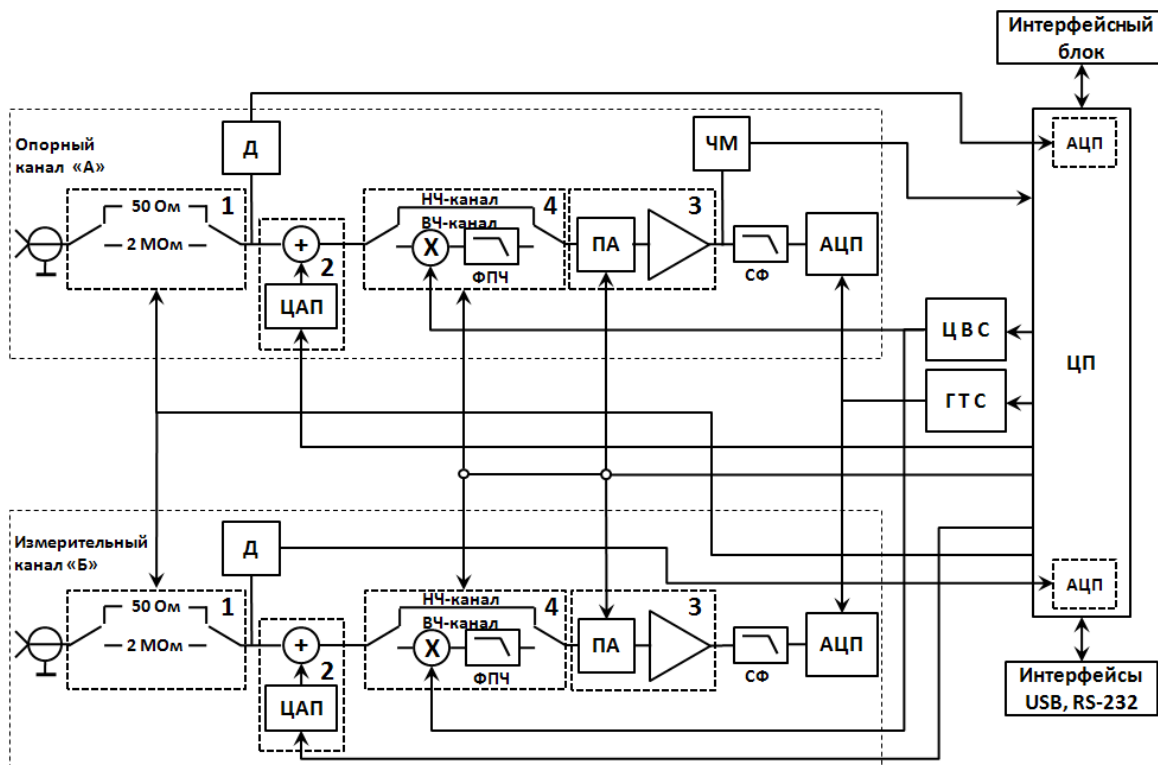 Интерфейсный
блок
АЦП
Опорный
канал «А»
Д
ЧМ
50 Ом
1
2 МОм
+
2
ЦАП
НЧ-канал
4
ВЧ-канал
X
ФПЧ
3
ПА
СФ
АЦП
Ц В С
ЦП
Г Т С
Измерительный
канал «Б»
Д
АЦП
50 Ом
1
2 МОм
+
2
ЦАП
НЧ-канал
4
ВЧ-канал
X
ФПЧ
3
ПА
СФ
АЦП
Интерфейсы
USB, RS-232